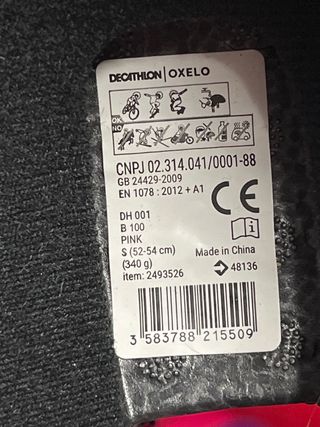 DECATHLON | OXELO
OK
NO
CNPJ 02.314.041/0001-88
GB 24429-2009
EN 1078 : 2012 + A1
CE
DH 001
B 100
PINK
S (52-54 cm)
(340 g)
Made in China
item: 2493526
48136
3 583788 215509